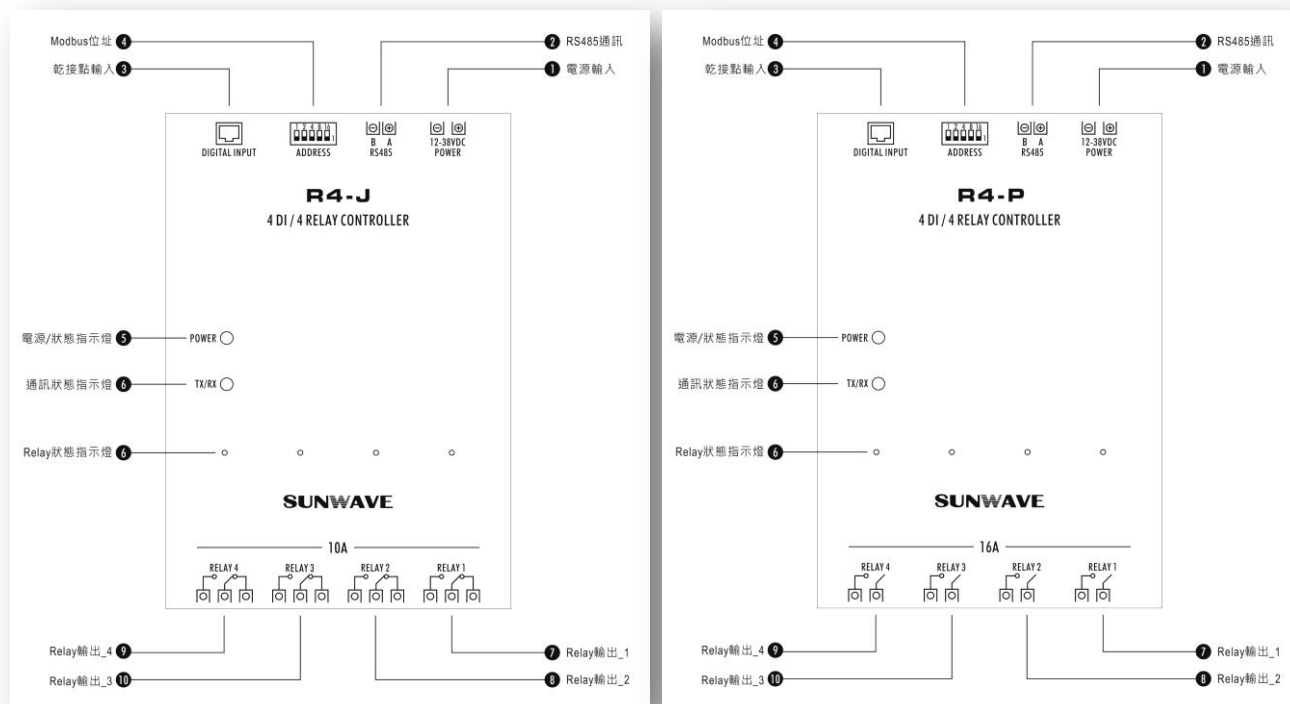 Modbus位址 4
2 RS485通訊
乾接點輸入 3
1 電源輸入
1 2 4 8 16
1
B A
12-38VDC
DIGITAL INPUT
ADDRESS
RS485
POWER
R4-J
4 DI / 4 RELAY CONTROLLER
電源/狀態指示燈 5
POWER
通訊狀態指示燈 6
TX/RX
Relay狀態指示燈 6
SUNWAVE
10A
RELAY 4
RELAY 3
RELAY 2
RELAY 1
Relay輸出_4 9
7 Relay輸出_1
Relay輸出_3 10
8 Relay輸出_2
Modbus位址 4
2 RS485通訊
乾接點輸入 3
1 電源輸入
1 2 4 8 16
1
B A
12-38VDC
DIGITAL INPUT
ADDRESS
RS485
POWER
R4-P
4 DI / 4 RELAY CONTROLLER
電源/狀態指示燈 5
POWER
通訊狀態指示燈 6
TX/RX
Relay狀態指示燈 6
SUNWAVE
16A
RELAY 4
RELAY 3
RELAY 2
RELAY 1
Relay輸出_4 9
7 Relay輸出_1
Relay輸出_3 10
8 Relay輸出_2